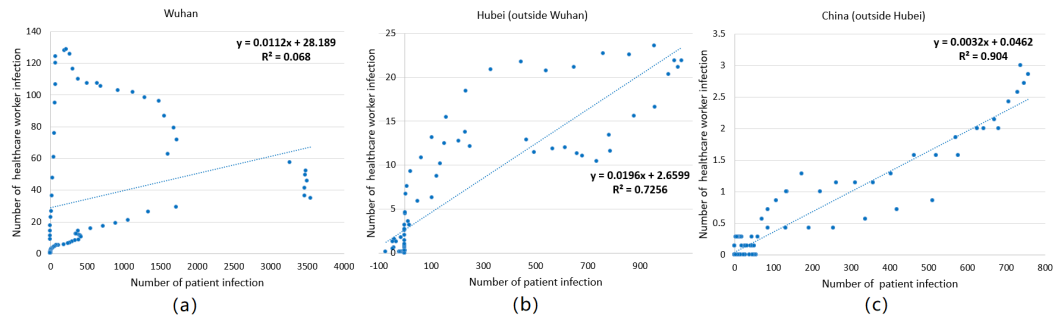 Wuhan
y = 0.0112x + 28.189
R² = 0.068
Number of healthcare worker infection
140
120
100
80
60
40
20
0
0 500 1000 1500 2000 2500 3000 3500 4000
Number of patient infection
(a)
Hubei (outside Wuhan)
y = 0.0196x + 2.6599
R² = 0.7256
Number of healthcare worker infection
25
20
15
10
5
0
-100 0 100 200 300 400 500 600 700 800 900
Number of patient infection
(b)
China (outside Hubei)
y = 0.0032x + 0.0462
R² = 0.904
Number of healthcare worker infection
3.5
3
2.5
2
1.5
1
0.5
0
0 100 200 300 400 500 600 700 800
Number of patient infection
(c)